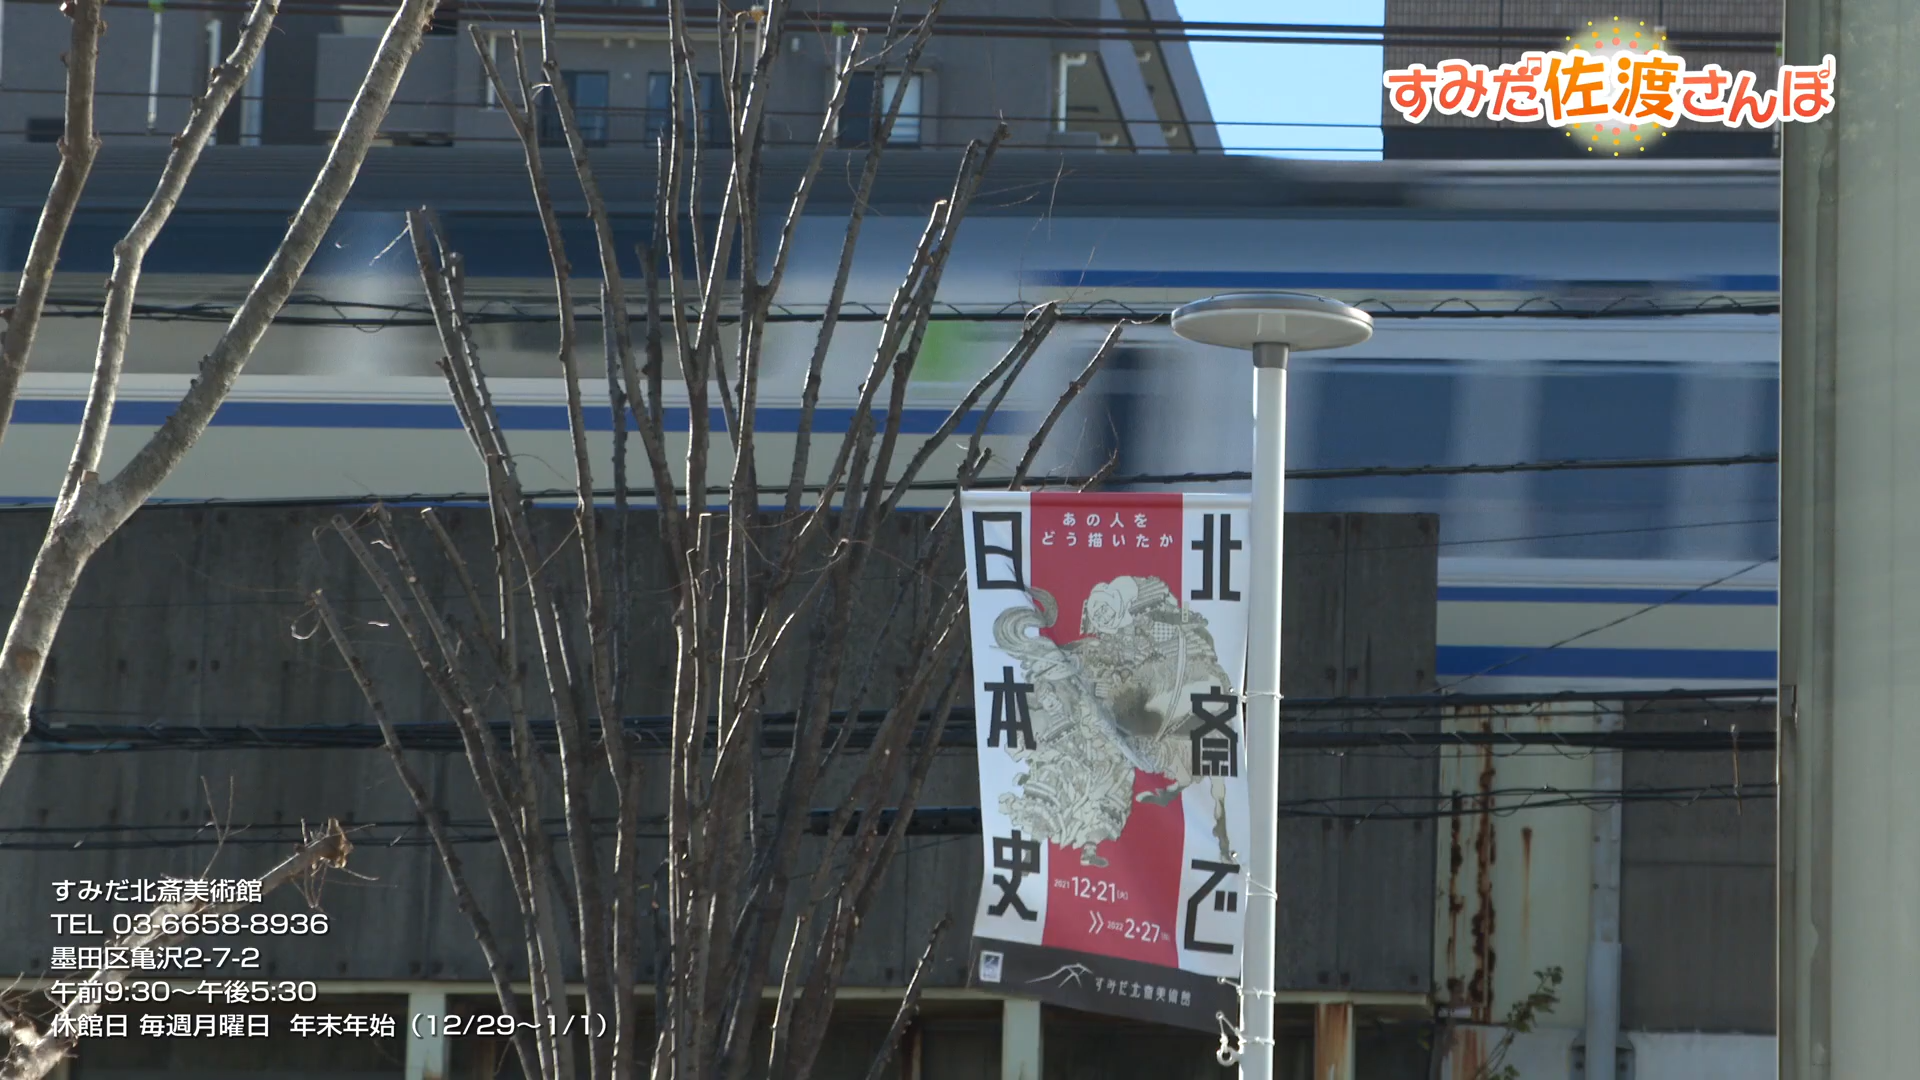 すみだ佐渡さんぽ
あの人を
どう描いたか
北斎で
日本史
2021 12・21(火)
》2022 2・27(日)
すみだ北斎美術館
すみだ北斎美術館
TEL 03-6658-8936
墨田区亀沢2-7-2
午前9:30～午後5:30
休館日 毎週月曜日 年末年始（12/29～1/1）